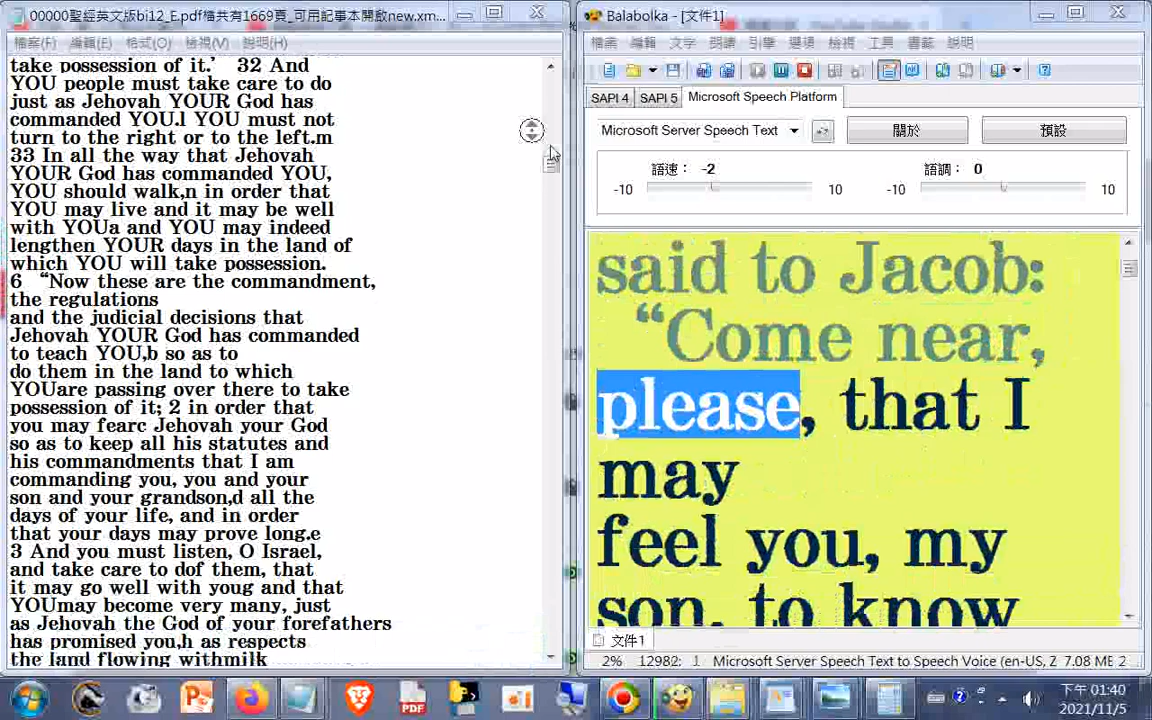 00000聖經英文版bi12_E.pdf檔共有1669頁_可用記事本開啟new.xm...
檔案(F) 編輯(E) 格式(O) 檢視(V) 說明(H)
take possession of it.’ 32 And
YOU people must take care to do
just as Jehovah YOUR God has
commanded YOU.l YOU must not
turn to the right or to the left.m
33 In all the way that Jehovah
YOUR God has commanded YOU,
YOU should walk,n in order that
YOU may live and it may be well
with YOUa and YOU may indeed
lengthen YOUR days in the land of
which YOU will take possession.
6 “Now these are the commandment,
the regulations
and the judicial decisions that
Jehovah YOUR God has commanded
to teach YOU,b so as to
do them in the land to which
YOUare passing over there to take
possession of it; 2 in order that
you may fearc Jehovah your God
so as to keep all his statutes and
his commandments that I am
commanding you, you and your
son and your grandson,d all the
days of your life, and in order
that your days may prove long.e
3 And you must listen, O Israel,
and take care to dof them, that
it may go well with youg and that
YOUmay become very many, just
as Jehovah the God of your forefathers
has promised you,h as respects
the land flowing withmilk
Balabolka - [文件1]
檔案 編輯 文字 朗讀 引擎 選項 檢視 工具 書籤 說明
SAPI 4 SAPI 5 Microsoft Speech Platform
Microsoft Server Speech Text 關於 預設
語速： -2 語調： 0
-10 10 -10 10
said to Jacob:
“Come near,
please, that I
may
feel you, my
son, to know
文件1
2% 12982: 1 Microsoft Server Speech Text to Speech Voice (en-US, Z 7.08 MB 2
PDF
下午 01:40
2021/11/5